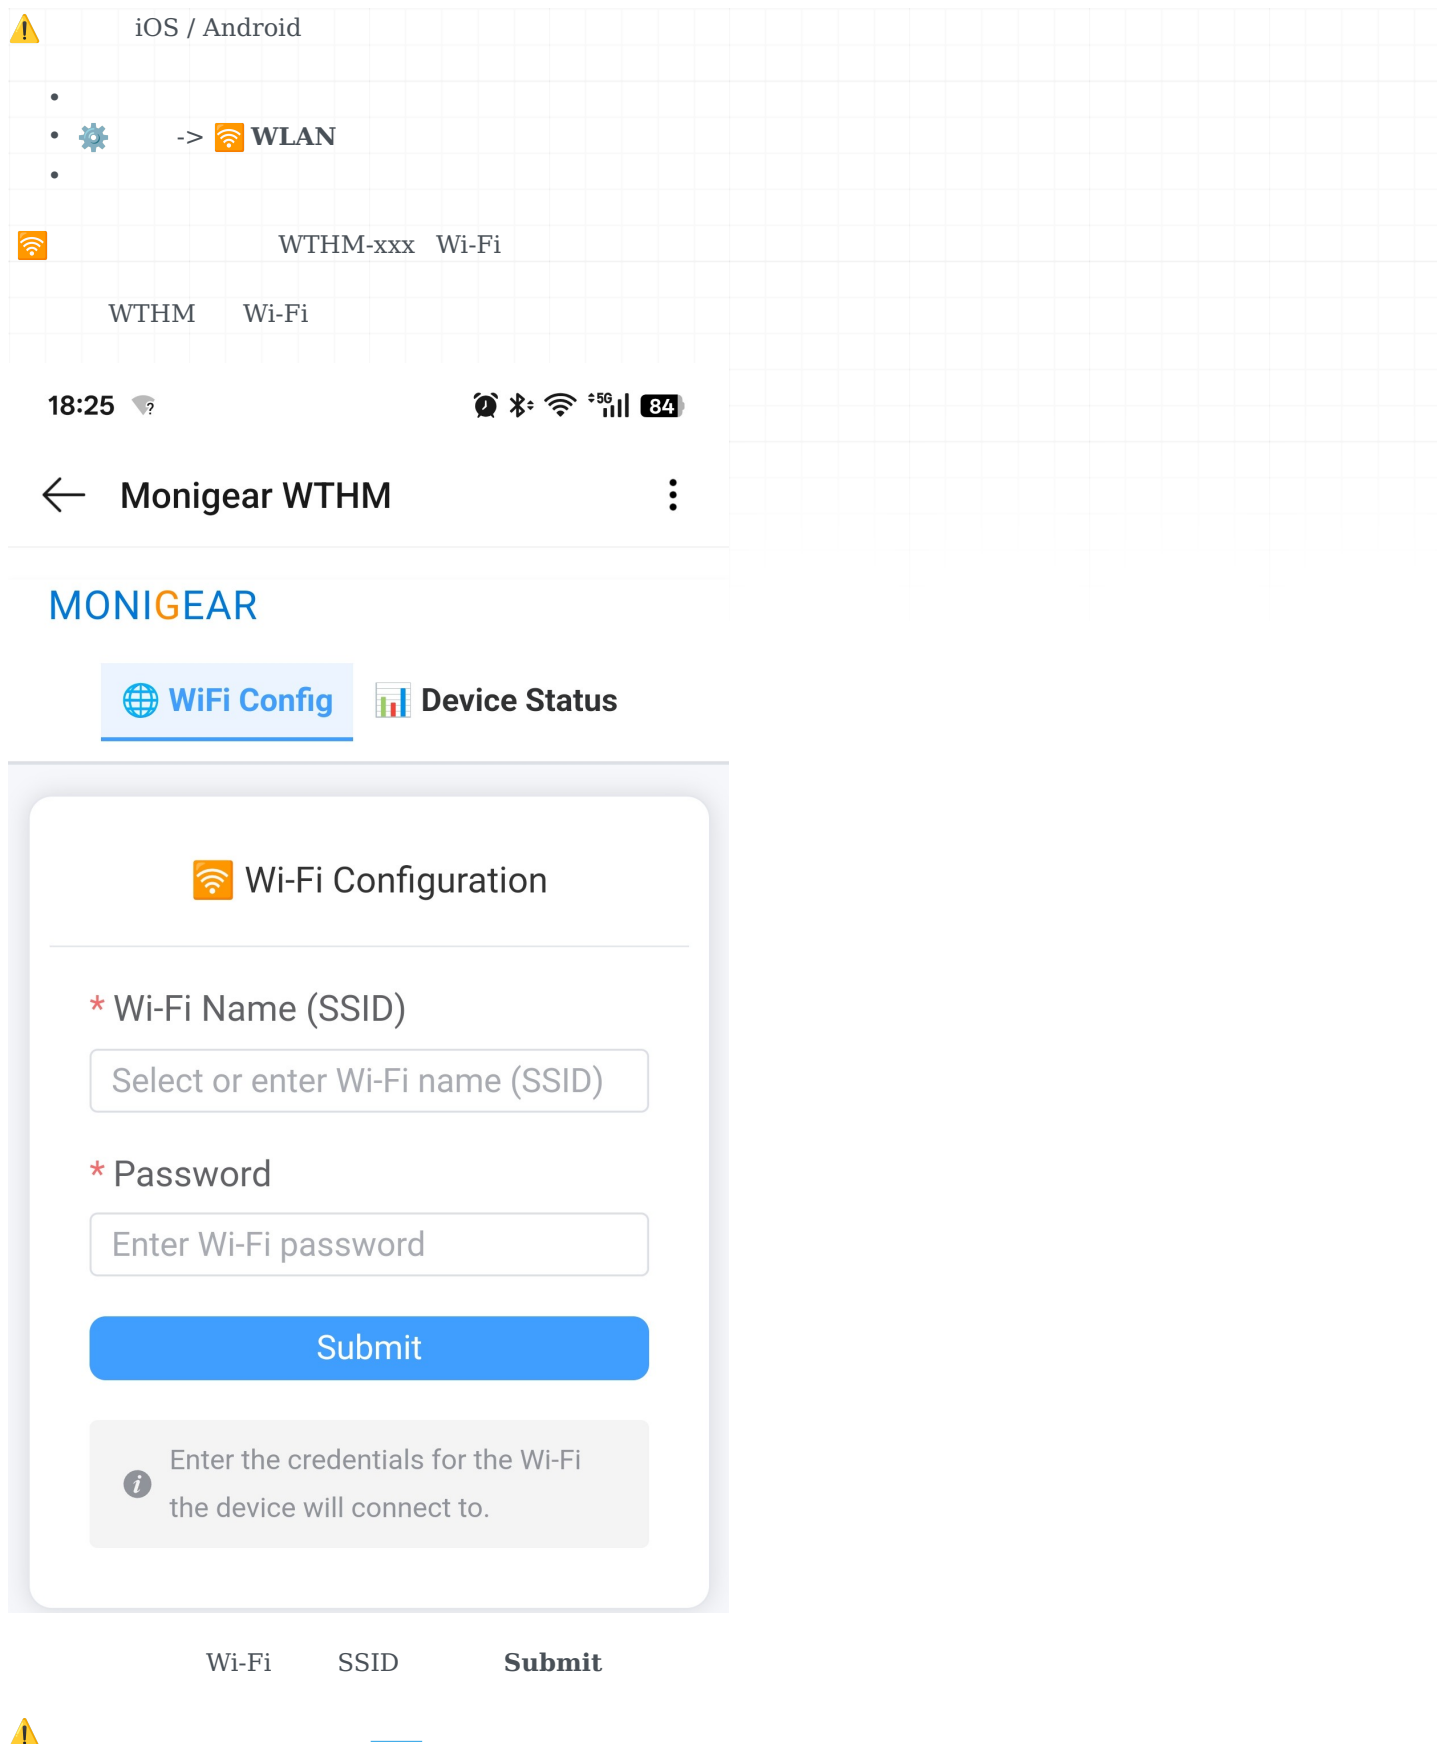 ⚠️ iOS / Android
•
• ⚙️ -> 🛜 WLAN
•
🛜 WTHM-xxx Wi-Fi
WTHM Wi-Fi
18:25 5G 84
Monigear WTHM
MONIGEAR
🌐 WiFi Config 📊 Device Status
🛜 Wi-Fi Configuration
* Wi-Fi Name (SSID)
Select or enter Wi-Fi name (SSID)
* Password
Enter Wi-Fi password
Submit
Enter the credentials for the Wi-Fi
the device will connect to.
Wi-Fi SSID Submit
⚠️